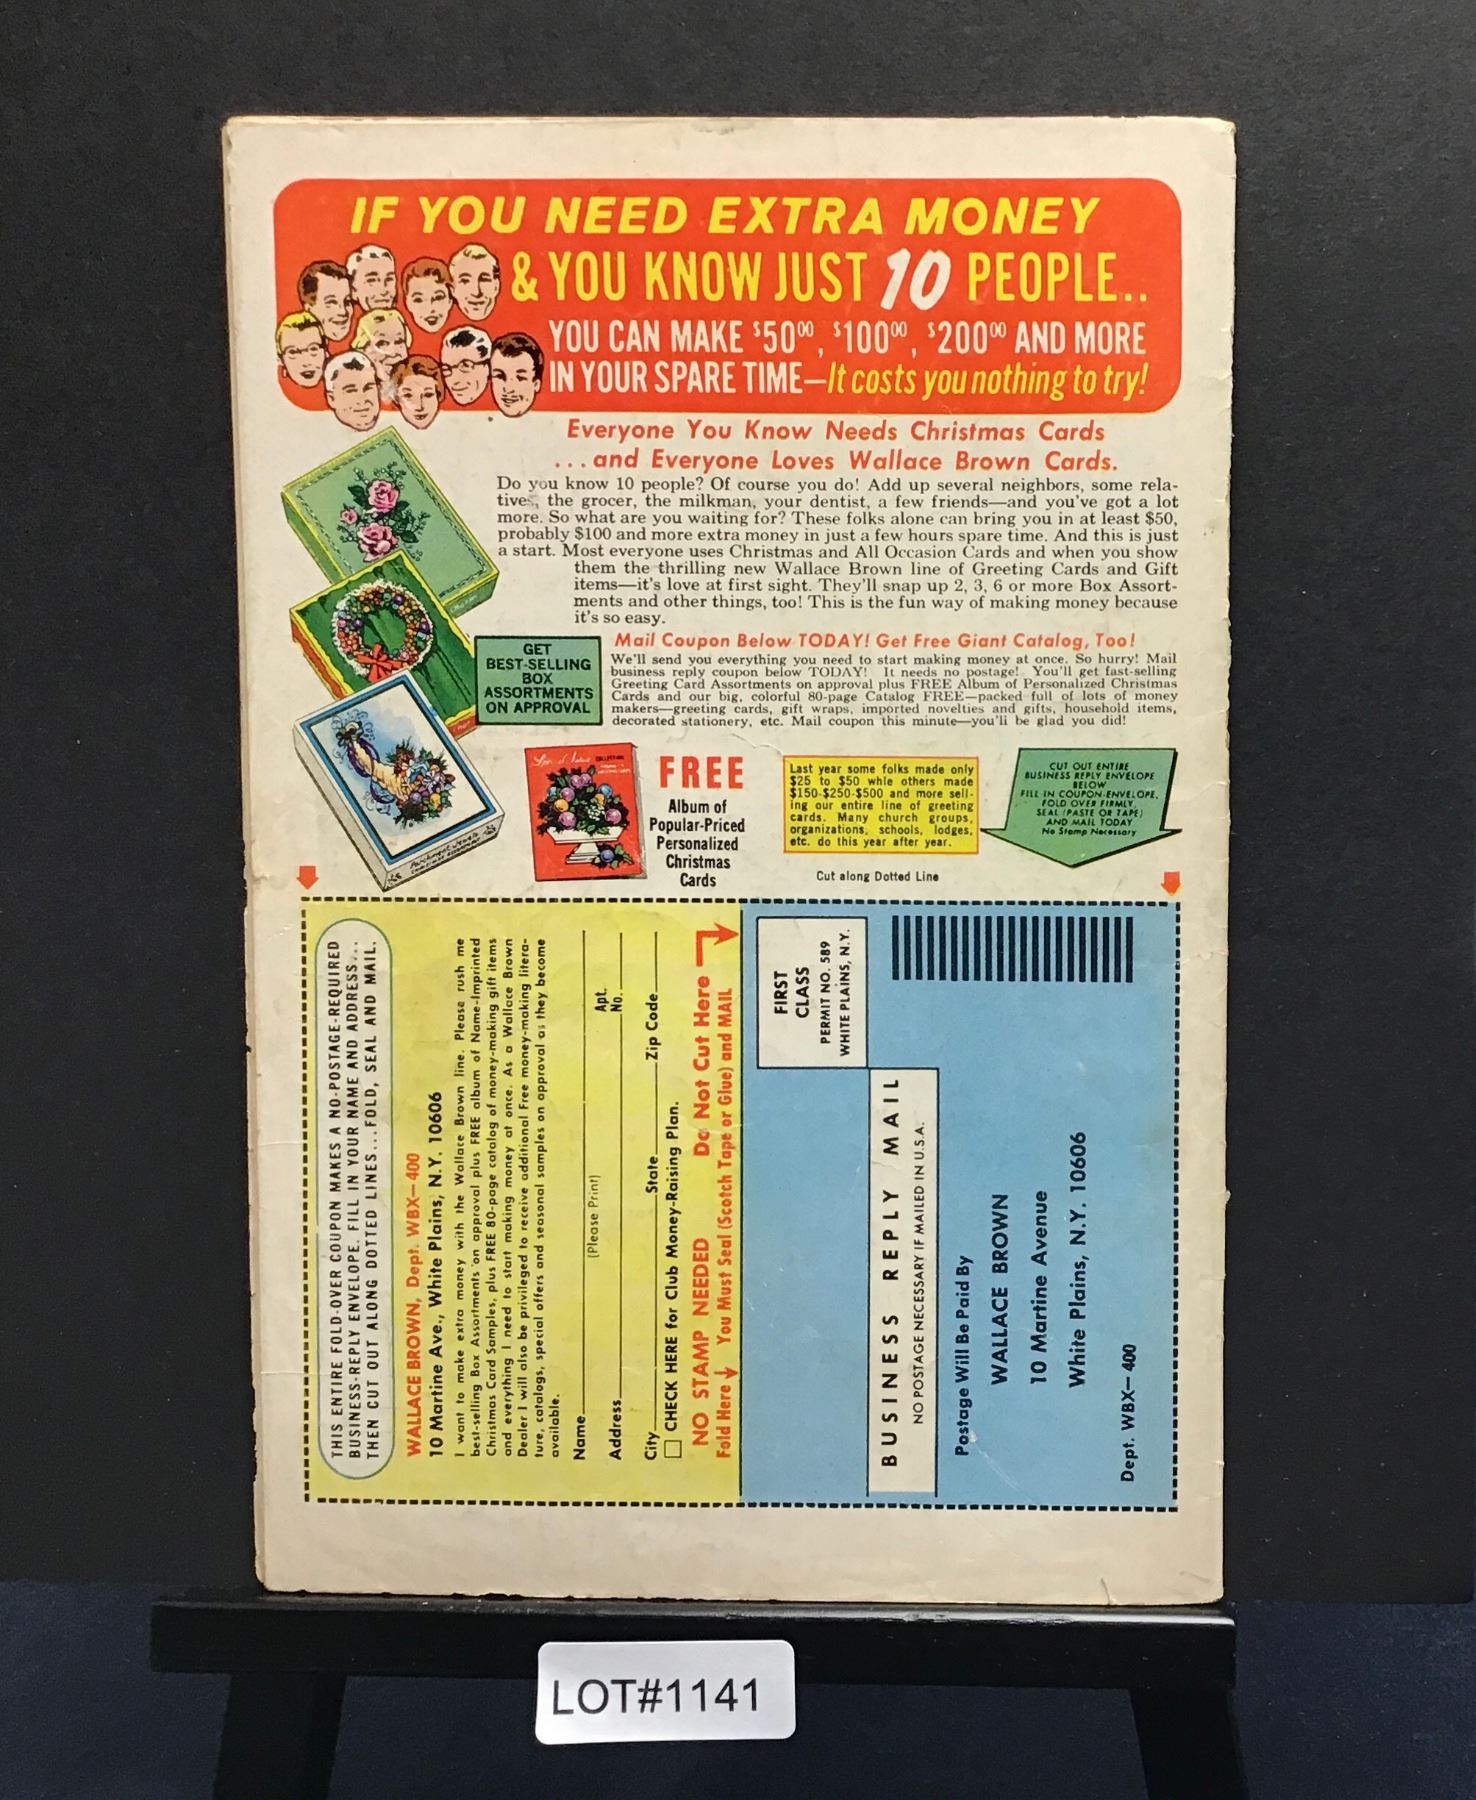 IF YOU NEED EXTRA MONEY
& YOU KNOW JUST 10 PEOPLE..
YOU CAN MAKE $50⁰⁰, $100⁰⁰, $200⁰⁰ AND MORE
IN YOUR SPARE TIME—It costs you nothing to try!
Everyone You Know Needs Christmas Cards
...and Everyone Loves Wallace Brown Cards.
Do you know 10 people? Of course you do! Add up several neighbors, some rela-
tives, the grocer, the milkman, your dentist, a few friends—and you've got a lot
more. So what are you waiting for? These folks alone can bring you in at least $50,
probably $100 and more extra money in just a few hours spare time. And this is just
a start. Most everyone uses Christmas and All Occasion Cards and when you show
them the thrilling new Wallace Brown line of Greeting Cards and Gift
items—it's love at first sight. They'll snap up 2, 3, 6 or more Box Assort-
ments and other things, too! This is the fun way of making money because
it's so easy.
GET
BEST-SELLING
BOX
ASSORTMENTS
ON APPROVAL
Mail Coupon Below TODAY! Get Free Giant Catalog, Too!
We'll send you everything you need to start making money at once. So hurry! Mail
business reply coupon below TODAY! It needs no postage! You'll get fast-selling
Greeting Card Assortments on approval plus FREE Album of Personalized Christmas
Cards and our big, colorful 80-page Catalog FREE—packed full of lots of money
makers—greeting cards, gift wraps, imported novelties and gifts, household items,
decorated stationery, etc. Mail coupon this minute—you'll be glad you did!
FREE
Album of
Popular-Priced
Personalized
Christmas
Cards
Last year some folks made only
$25 to $50 whle others made
$150-$250-$500 and more sell-
ing our entire line of greeting
cards. Many church groups,
organizations, schools, lodges,
etc. do this year after year.
CUT OUT ENTIRE
BUSINESS REPLY ENVELOPE
BELOW
FILL IN COUPON-ENVELOPE,
FOLD OVER FIRMLY,
SEAL (PASTE OR TAPE)
AND MAIL TODAY
No Stamp Necessary
Cut along Dotted Line
THIS ENTIRE FOLD-OVER COUPON MAKES A NO-POSTAGE-REQUIRED
BUSINESS-REPLY ENVELOPE. FILL IN YOUR NAME AND ADDRESS...
THEN CUT OUT ALONG DOTTED LINES...FOLD, SEAL AND MAIL.
WALLACE BROWN, Dept. WBX—400
10 Martine Ave., White Plains, N.Y. 10606
I want to make extra money with the Wallace Brown line. Please rush me
best-selling Box Assortments on approval plus FREE album of Name-Imprinted
Christmas Card Samples, plus FREE 80-page catalog of money-making gift items
and everything I need to start making money at once. As a Wallace Brown
Dealer I will also be privileged to receive additional Free money-making litera-
ture, catalogs, special offers and seasonal samples on approval as they become
available.
Name
(Please Print)
Address Apt. No.
City State Zip Code
CHECK HERE for Club Money-Raising Plan.
NO STAMP NEEDED Do Not Cut Here
Fold Here You Must Seal (Scotch Tape or Glue) and MAIL
FIRST
CLASS
PERMIT NO. 589
WHITE PLAINS, N.Y.
BUSINESS REPLY MAIL
NO POSTAGE NECESSARY IF MAILED IN U.S.A.
Postage Will Be Paid By
WALLACE BROWN
10 Martine Avenue
White Plains, N.Y. 10606
Dept. WBX—400
LOT#1141